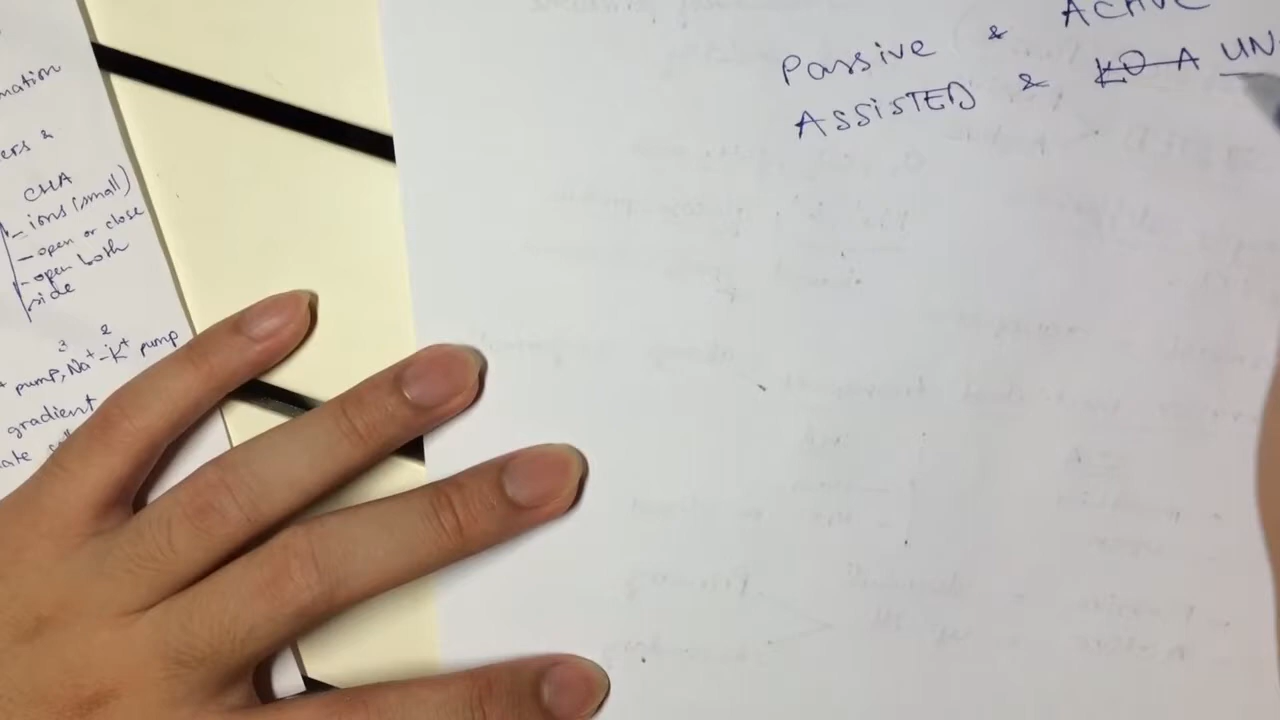 mation
ers &
CHA
- ions (small)
- open or close
- open both
side
3 2
+ pump, Na+ - K+ pump
gradient
Passive & ACTIVE
ASSISTED & KO A UN